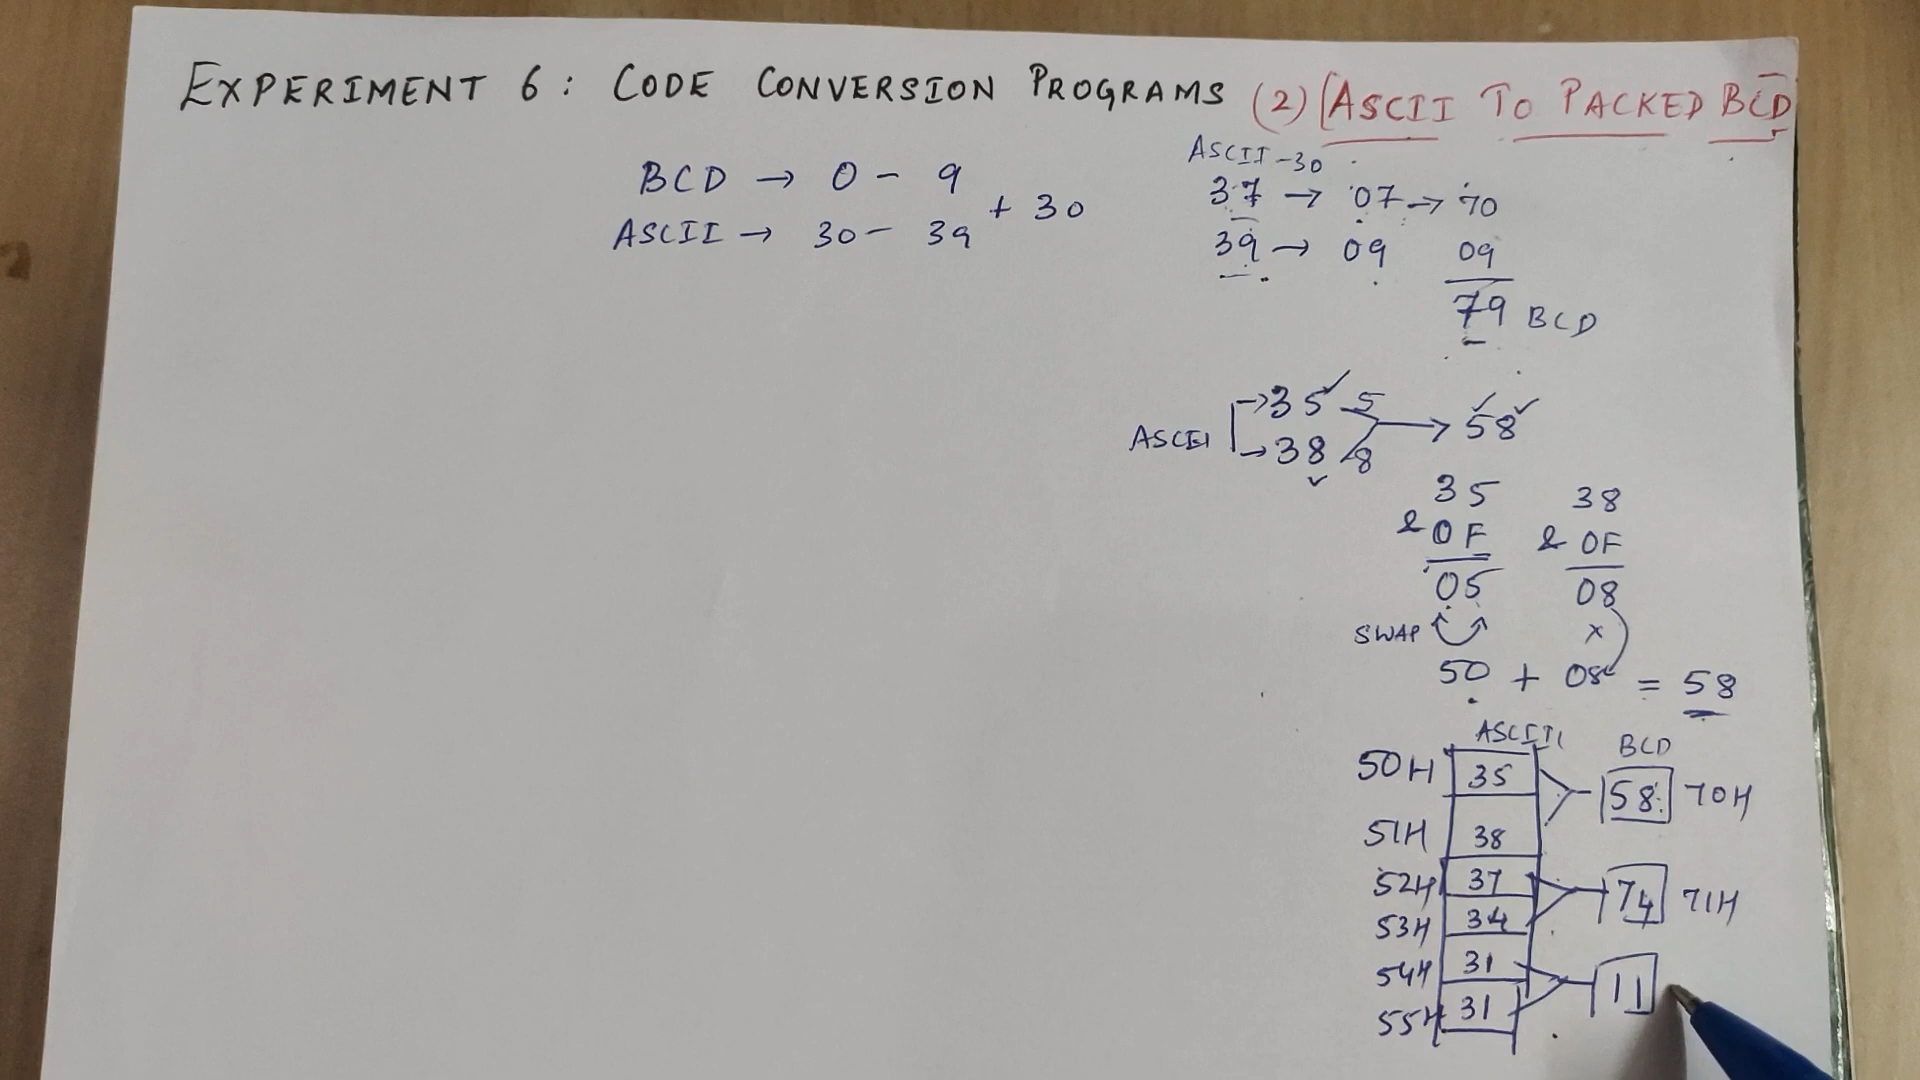 EXPERIMENT 6 : CODE CONVERSION PROGRAMS (2) ASCII TO PACKED BCD
BCD → 0 - 9
ASCII → 30 - 39
+ 30
ASCII - 30
37 → 07 → 70
39 → 09 09
79 BCD
ASCII → 35 5
→ 38 8
→ 58
35 38
& 0F & 0F
05 08
SWAP x
50 + 08 = 58
ASCII BCD
50H 35 58 70H
51H 38
52H 37 74 71H
53H 34
54H 31 11
55H 31